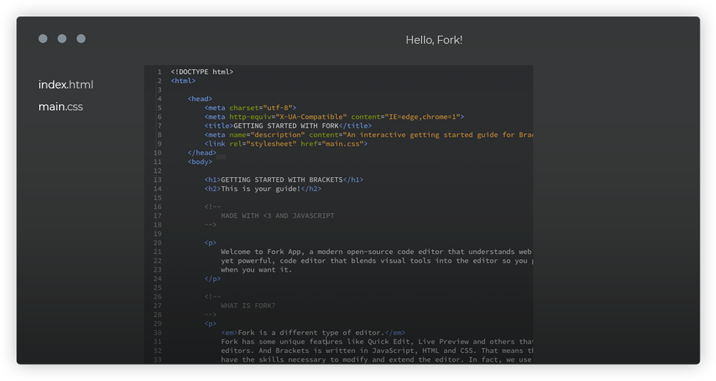 Hello, Fork!
index.html
main.css
1 <!DOCTYPE html>
2 <html>
3
4 <head>
5 <meta charset="utf-8">
6 <meta http-equiv="X-UA-Compatible" content="IE=edge,chrome=1">
7 <title>GETTING STARTED WITH FORK</title>
8 <meta name="description" content="An interactive getting started guide for Brac
9 <link rel="stylesheet" href="main.css">
10 </head>
11 <body>
12
13 <h1>GETTING STARTED WITH BRACKETS</h1>
14 <h2>This is your guide!</h2>
15
16 <!--
17 MADE WITH <3 AND JAVASCRIPT
18 -->
19
20 <p>
21 Welcome to Fork App, a modern open-source code editor that understands web
22 yet powerful, code editor that blends visual tools into the editor so you
23 when you want it.
24 </p>
25
26 <!--
27 WHAT IS FORK?
28 -->
29 <p>
30 <em>Fork is a different type of editor.</em>
31 Fork has some unique features like Quick Edit, Live Preview and others that
32 editors. And Brackets is written in JavaScript, HTML and CSS. That means
33 have the skills necessary to modify and extend the editor. In fact, we use